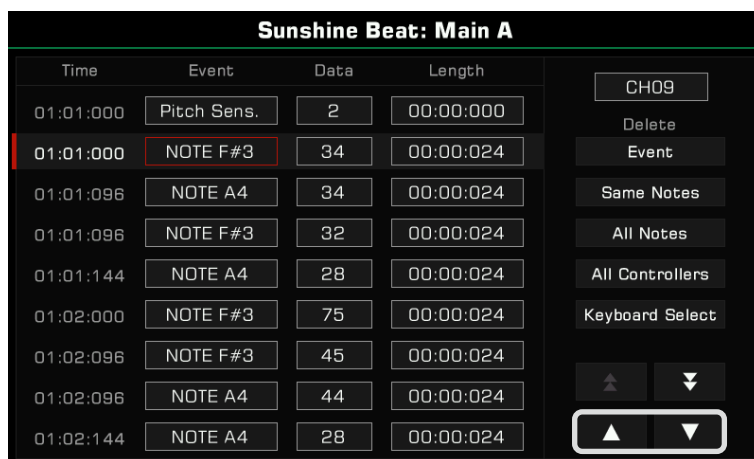 Sunshine Beat: Main A
Time Event Data Length
01:01:000 Pitch Sens. 2 00:00:000
01:01:000 NOTE F#3 34 00:00:024
01:01:096 NOTE A4 34 00:00:024
01:01:096 NOTE F#3 32 00:00:024
01:01:144 NOTE A4 28 00:00:024
01:02:000 NOTE F#3 75 00:00:024
01:02:096 NOTE F#3 45 00:00:024
01:02:096 NOTE A4 44 00:00:024
01:02:144 NOTE A4 28 00:00:024
CH09
Delete
Event
Same Notes
All Notes
All Controllers
Keyboard Select